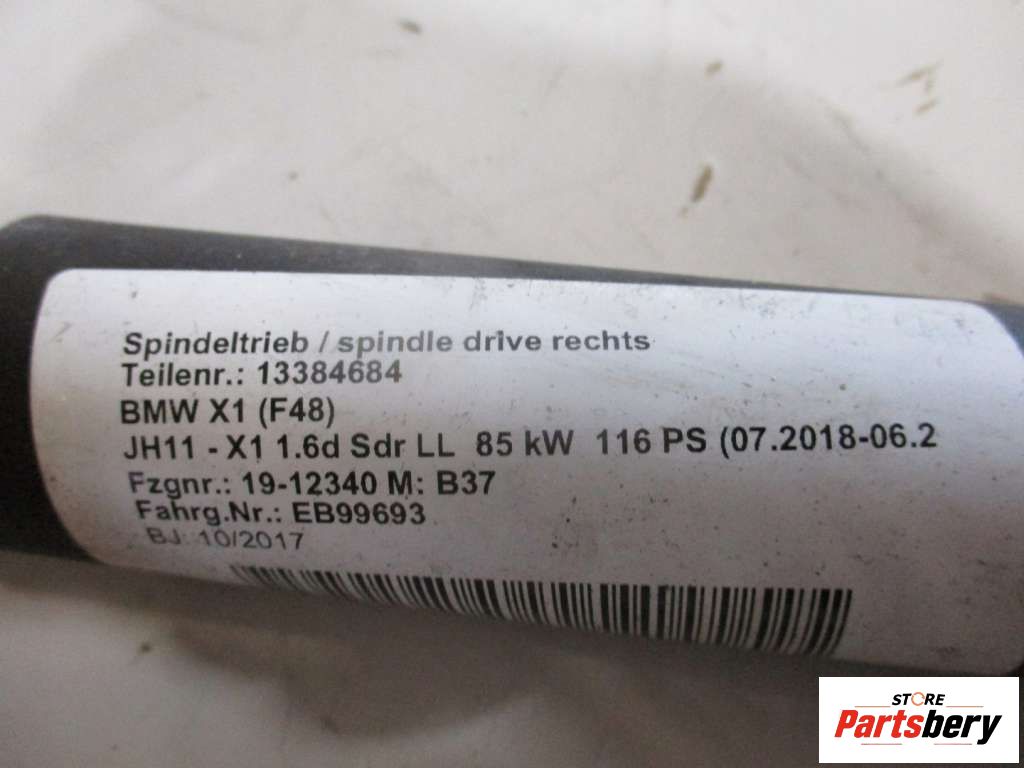 Spindeltrieb / spindle drive rechts
Teilenr.: 13384684
BMW X1 (F48)
JH11 - X1 1.6d Sdr LL 85 kW 116 PS (07.2018-06.2
Fzgnr.: 19-12340 M: B37
Fahrg.Nr.: EB99693
BJ: 10/2017
STORE
Partsbery